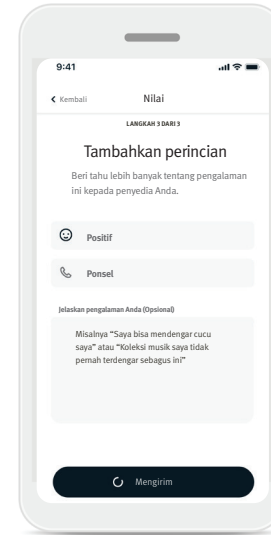 9:41
Kembali
Nilai
LANGKAH 3 DARI 3
Tambahkan perincian
Beri tahu lebih banyak tentang pengalaman
ini kepada penyedia Anda.
Positif
Ponsel
Jelaskan pengalaman Anda (Opsional)
Misalnya “Saya bisa mendengar cucu
saya” atau “Koleksi musik saya tidak
pernah terdengar sebagus ini”
Mengirim